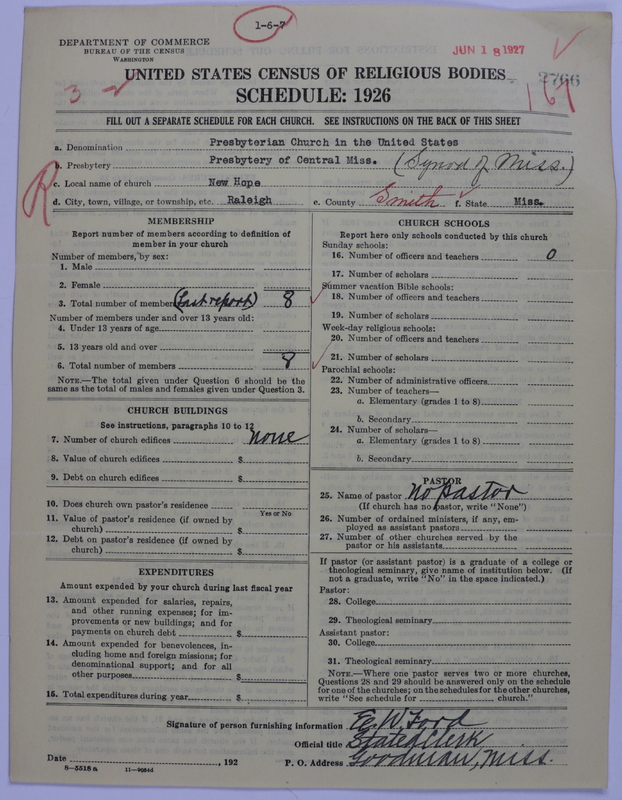 1-6-7
DEPARTMENT OF COMMERCE
BUREAU OF THE CENSUS
WASHINGTON
JUN 18 1927
UNITED STATES CENSUS OF RELIGIOUS BODIES
2766
3 2
SCHEDULE: 1926
167
FILL OUT A SEPARATE SCHEDULE FOR EACH CHURCH. SEE INSTRUCTIONS ON THE BACK OF THIS SHEET
a. Denomination Presbyterian Church in the United States
b. Presbytery Presbytery of Central Miss. (Synod of Miss.)
R
c. Local name of church New Hope
d. City, town, village, or township, etc. Raleigh e. County Smith f. State Miss.
MEMBERSHIP
Report number of members according to definition of
member in your church
Number of members, by sex:
1. Male
2. Female
3. Total number of members (Last report) 8
Number of members under and over 13 years old:
4. Under 13 years of age
5. 13 years old and over
6. Total number of members 8
NOTE.—The total given under Question 6 should be the
same as the total of males and females given under Question 3.
CHURCH BUILDINGS
See instructions, paragraphs 10 to 12
7. Number of church edifices none
8. Value of church edifices $
9. Debt on church edifices $
10. Does church own pastor's residence
Yes or No
11. Value of pastor's residence (if owned by
church) $
12. Debt on pastor's residence (if owned by
church) $
EXPENDITURES
Amount expended by your church during last fiscal year
13. Amount expended for salaries, repairs,
and other running expenses; for im-
provements or new buildings; and for
payments on church debt $
14. Amount expended for benevolences, in-
cluding home and foreign missions; for
denominational support; and for all
other purposes $
15. Total expenditures during year $
CHURCH SCHOOLS
Report here only schools conducted by this church
Sunday schools:
16. Number of officers and teachers 0
17. Number of scholars
Summer vacation Bible schools:
18. Number of officers and teachers
19. Number of scholars
Week-day religious schools:
20. Number of officers and teachers
21. Number of scholars
Parochial schools:
22. Number of administrative officers
23. Number of teachers—
a. Elementary (grades 1 to 8)
b. Secondary
24. Number of scholars—
a. Elementary (grades 1 to 8)
b. Secondary
PASTOR
25. Name of pastor No pastor
(If church has no pastor, write "None")
26. Number of ordained ministers, if any, em-
ployed as assistant pastors
27. Number of other churches served by the
pastor or his assistants
If pastor (or assistant pastor) is a graduate of a college or
theological seminary, give name of institution below. (If
not a graduate, write "No" in the space indicated.)
Pastor:
28. College
29. Theological seminary
Assistant pastor:
30. College
31. Theological seminary
NOTE.—Where one pastor serves two or more churches,
Questions 28 and 29 should be answered only on the schedule
for one of the churches; on the schedules for the other churches,
write "See schedule for church."
Signature of person furnishing information E. W. Ford
Official title Stated Clerk
Date , 192 P. O. Address Goodman, Miss.
8-5518 a 11-9084d